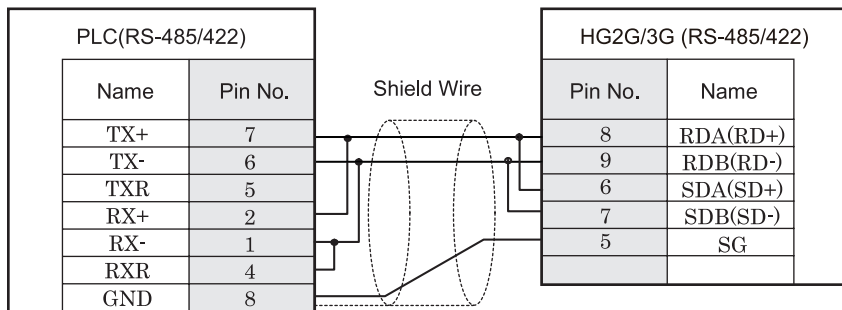 PLC(RS-485/422)
Name Pin No.
TX+ 7
TX- 6
TXR 5
RX+ 2
RX- 1
RXR 4
GND 8
Shield Wire
HG2G/3G (RS-485/422)
Pin No. Name
8 RDA(RD+)
9 RDB(RD-)
6 SDA(SD+)
7 SDB(SD-)
5 SG